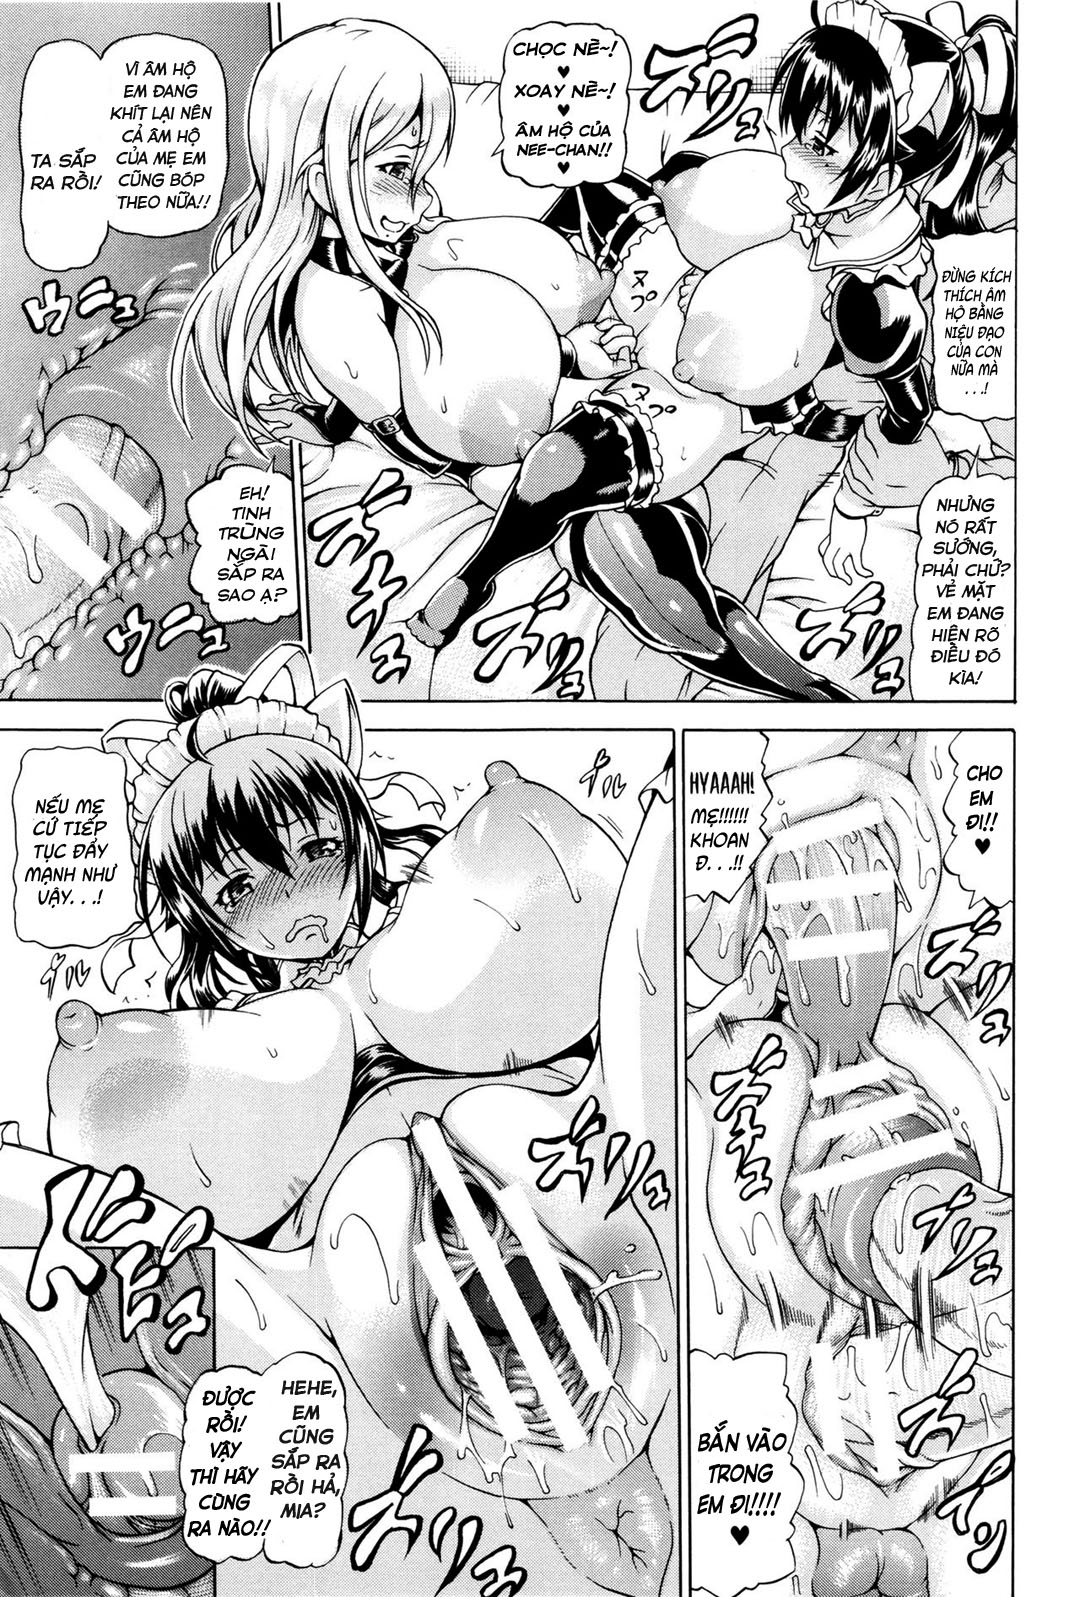 CHỌC NÈ~!
♥
XOAY NÈ~!
♥
ÂM HỘ CỦA
NEE-CHAN!!
ĐỪNG KÍCH
THÍCH ÂM
HỘ BẰNG
NIỆU ĐẠO
CỦA CON
NỮA MÀ
. . .!
NHƯNG
NÓ RẤT
SƯỚNG,
PHẢI CHỨ?
VẺ MẶT
EM ĐANG
HIỆN RÕ
ĐIỀU ĐÓ
KÌA!
VÌ ÂM HỘ
EM ĐANG
KHÍT LẠI NÊN
CẢ ÂM HỘ
CỦA MẸ EM
CŨNG BÓP
THEO NỮA!!
TA SẮP
RA RỒI!
EH!
TINH
TRÙNG
NGÀI
SẮP RA
SAO Ạ?
CHO
EM
ĐI!!
♥
HYAAAH!
MẸ!!!!!!
KHOAN
Đ. . .!!
BẮN VÀO
TRONG
EM ĐI!!!!
♥
NẾU MẸ
CỨ TIẾP
TỤC ĐẨY
MẠNH NHƯ
VẬY. . .!
HEHE,
EM
CŨNG
SẮP RA
RỒI HẢ,
MIA?
ĐƯỢC
RỒI!
VẬY
THÌ HÃY
CÙNG
RA NÀO!!